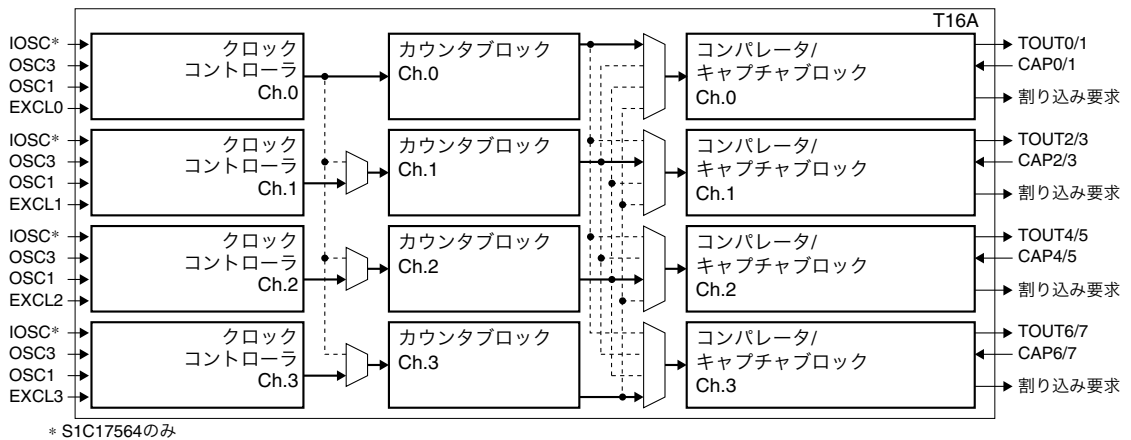 T16A
IOSC*
OSC3
OSC1
EXCL0
クロック
コントローラ
Ch.0
カウンタブロック
Ch.0
コンパレータ/
キャプチャブロック
Ch.0
TOUT0/1
CAP0/1
割り込み要求
IOSC*
OSC3
OSC1
EXCL1
クロック
コントローラ
Ch.1
カウンタブロック
Ch.1
コンパレータ/
キャプチャブロック
Ch.1
TOUT2/3
CAP2/3
割り込み要求
IOSC*
OSC3
OSC1
EXCL2
クロック
コントローラ
Ch.2
カウンタブロック
Ch.2
コンパレータ/
キャプチャブロック
Ch.2
TOUT4/5
CAP4/5
割り込み要求
IOSC*
OSC3
OSC1
EXCL3
クロック
コントローラ
Ch.3
カウンタブロック
Ch.3
コンパレータ/
キャプチャブロック
Ch.3
TOUT6/7
CAP6/7
割り込み要求
* S1C17564のみ